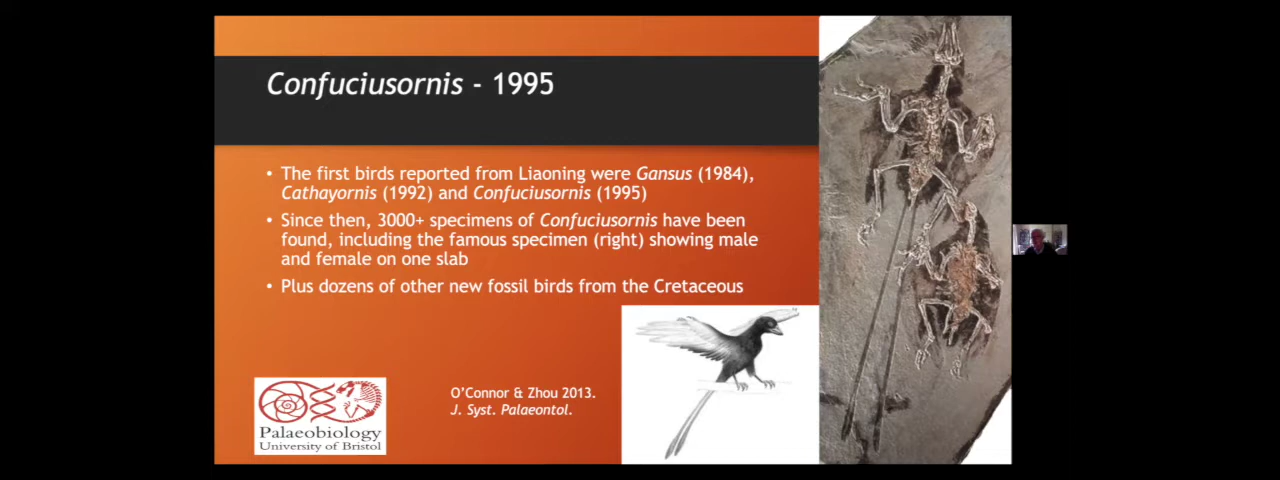 Confuciusornis - 1995
• The first birds reported from Liaoning were Gansus (1984),
Cathayornis (1992) and Confuciusornis (1995)
• Since then, 3000+ specimens of Confuciusornis have been
found, including the famous specimen (right) showing male
and female on one slab
• Plus dozens of other new fossil birds from the Cretaceous
O’Connor & Zhou 2013.
J. Syst. Palaeontol.
Palaeobiology
University of Bristol